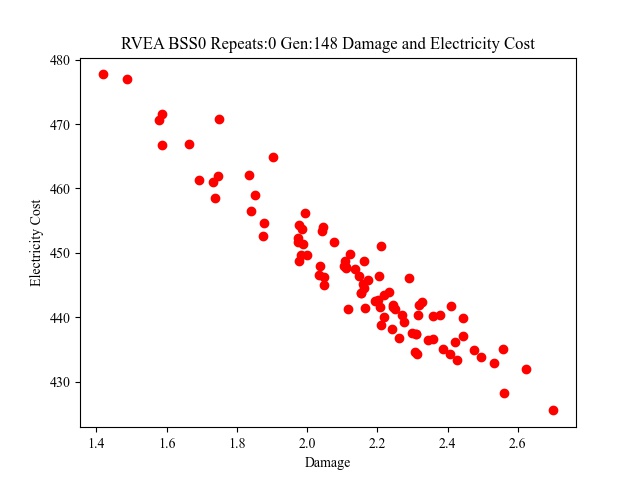 RVEA BSS0 Repeats:0 Gen:148 Damage and Electricity Cost
480
470
460
450
440
430
Electricity Cost
1.4 1.6 1.8 2.0 2.2 2.4 2.6
Damage